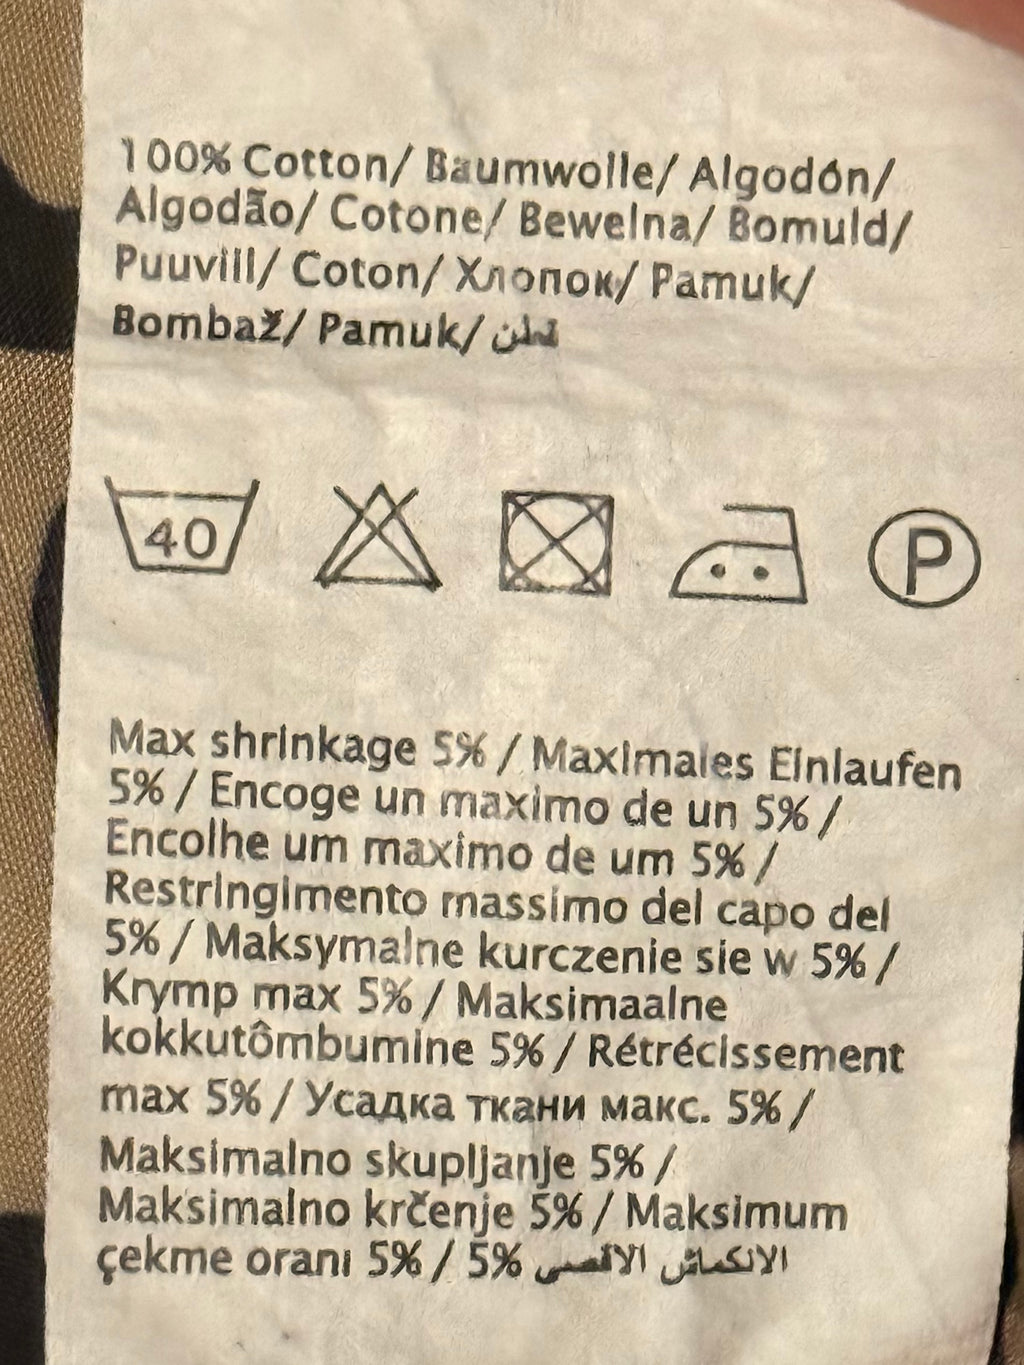 100% Cotton/ Baumwolle/ Algodón/
Algodão/ Cotone/ Bewelna/ Bomuld/
Puuvill/ Coton/ Хлопок/ Pamuk/
Bombaž/ Pamuk/ قطن
40
P
Max shrinkage 5% / Maximales Einlaufen
5% / Encoge un maximo de un 5% /
Encolhe um maximo de um 5% /
Restringimento massimo del capo del
5% / Maksymalne kurczenie sie w 5% /
Krymp max 5% / Maksimaalne
kokkutômbumine 5% / Rétrécissement
max 5% / Усадка ткани макс. 5% /
Maksimalno skupljanje 5% /
Maksimalno krčenje 5% / Maksimum
çekme oranı 5% / 5% الانكماش الاقصى